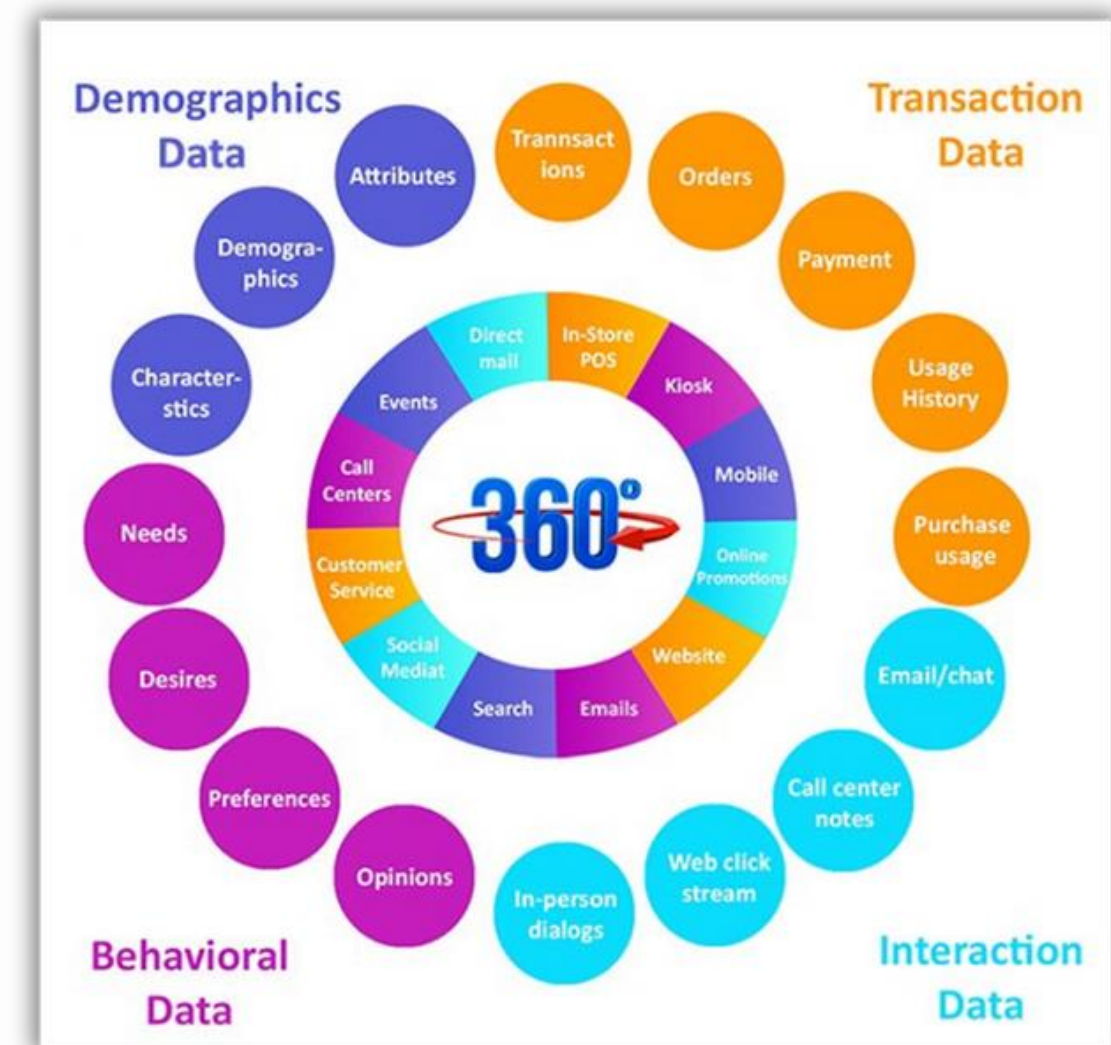 Demographics
Data
Transaction
Data
Attributes
Trannsact
ions
Orders
Demogra-
phics
Payment
Character-
stics
Usage
History
Needs
Purchase
usage
Desires
Email/chat
Preferences
Call center
notes
Opinions
Web click
stream
In-person
dialogs
Direct
mail
In-Store
POS
Events
Kiosk
Call
Centers
Mobile
Customer
Service
Online
Promotions
Social
Mediat
Website
Search
Emails
360°
Behavioral
Data
Interaction
Data